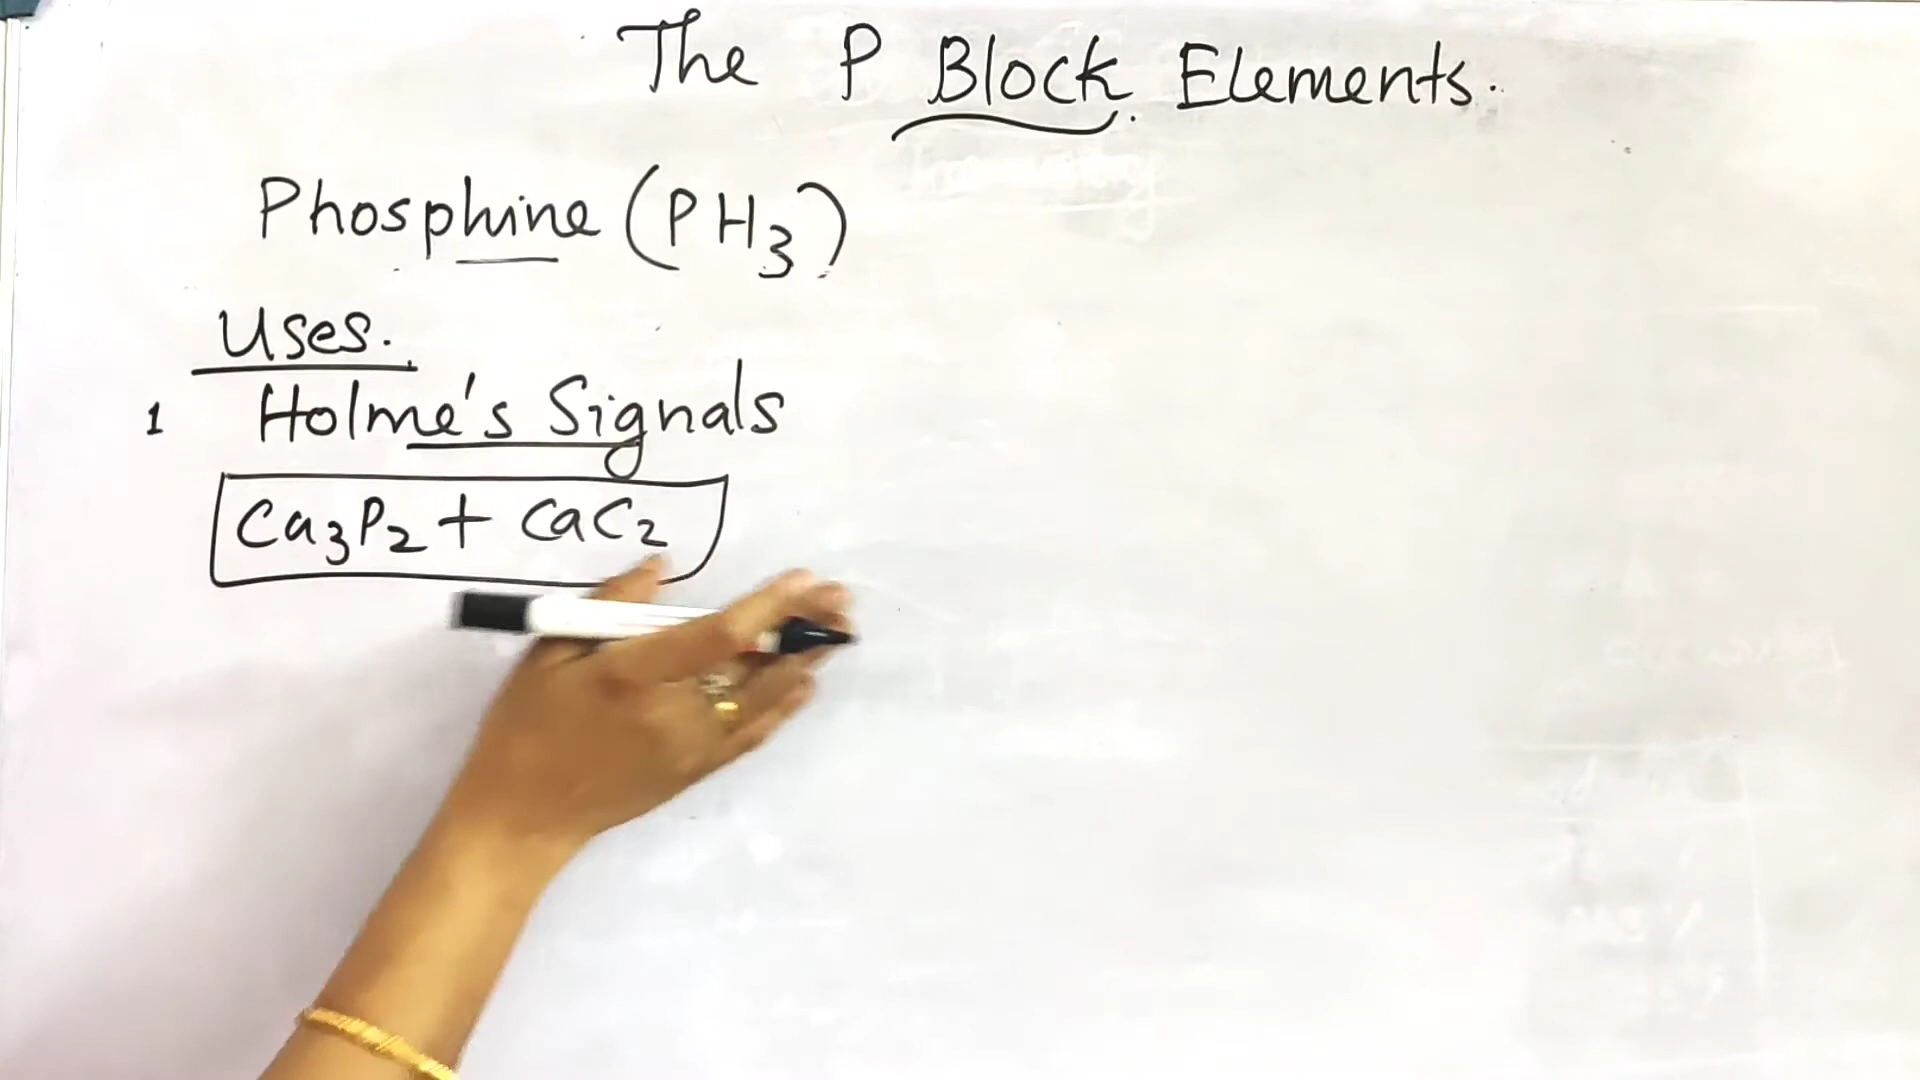 The P Block. Elements.
Phosphine (PH3)
Uses.
1 Holme's Signals
Ca3P2 + CaC2